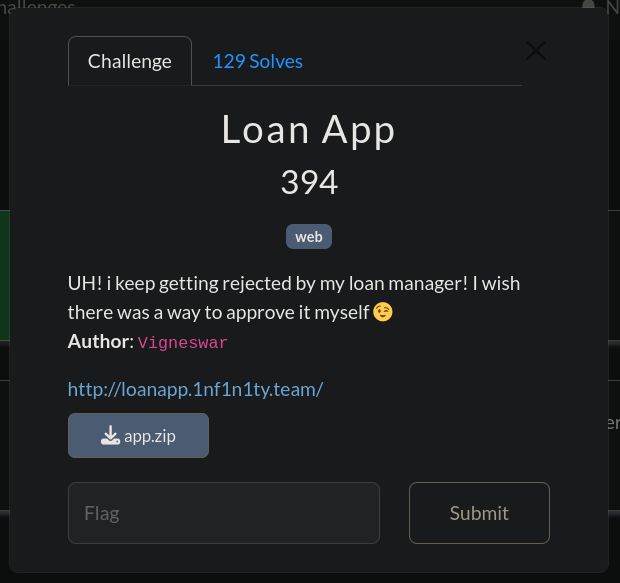 Challenge
129 Solves
Loan App
394
web
UH! i keep getting rejected by my loan manager! I wish
there was a way to approve it myself 😉
Author: Vigneswar
http://loanapp.1nf1n1ty.team/
app.zip
Flag
Submit